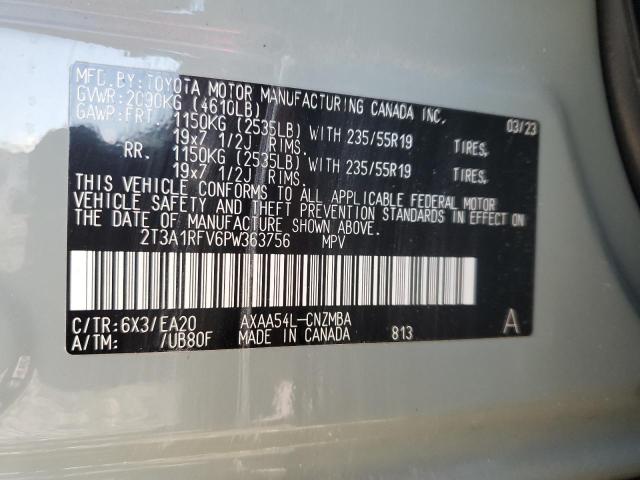 MFD.BY:TOYOTA MOTOR MANUFACTURING CANADA INC. 03/23
GVWR:2090KG (4610LB)
GAWP:FRT. 1150KG (2535LB) WITH 235/55R19 TIRES,
19x7 1/2J RIMS.
RR. 1150KG (2535LB) WITH 235/55R19 TIRES,
19x7 1/2J RIMS.
THIS VEHICLE CONFORMS TO ALL APPLICABLE FEDERAL MOTOR
VEHICLE SAFETY AND THEFT PREVENTION STANDARDS IN EFFECT ON
THE DATE OF MANUFACTURE SHOWN ABOVE.
2T3A1RFV6PW363756 MPV
C/TR:6X3/EA20 AXAA54L-CNZMBA A
A/TM: /UB80F MADE IN CANADA 813